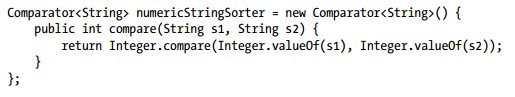 Comparator<String> numericStringSorter = new Comparator<String>() {
    public int compare(String s1, String s2) {
        return Integer.compare(Integer.valueOf(s1), Integer.valueOf(s2));
    }
};